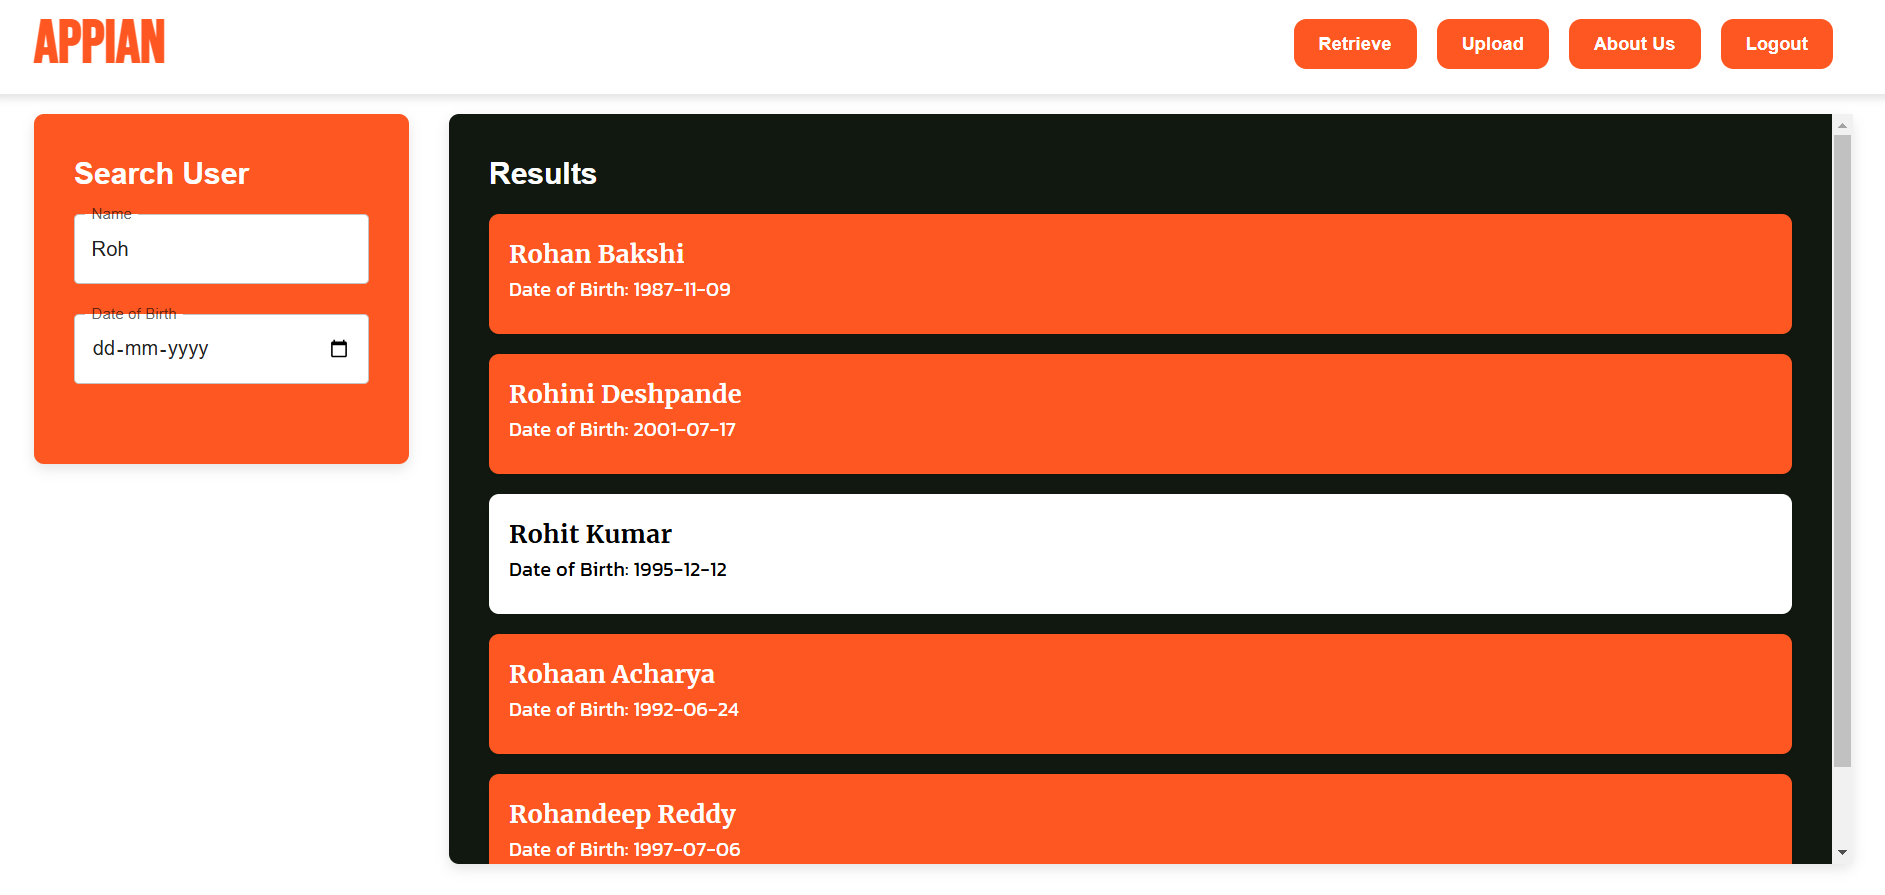 APPIAN
Retrieve
Upload
About Us
Logout
Search User
Name
Roh
Date of Birth
dd-mm-yyyy
Results
Rohan Bakshi
Date of Birth: 1987-11-09
Rohini Deshpande
Date of Birth: 2001-07-17
Rohit Kumar
Date of Birth: 1995-12-12
Rohaan Acharya
Date of Birth: 1992-06-24
Rohandeep Reddy
Date of Birth: 1997-07-06